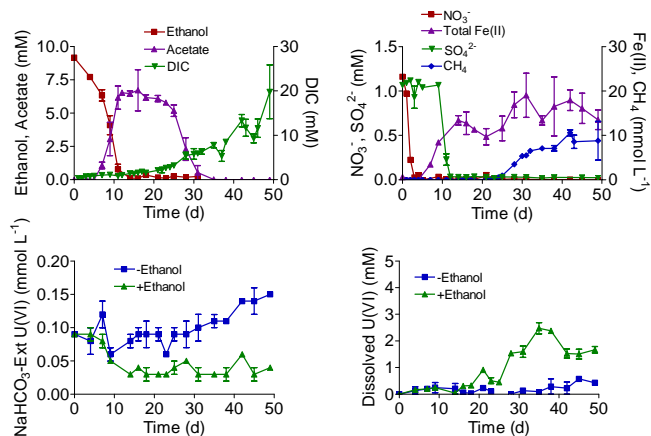 Ethanol
Acetate
DIC
Ethanol, Acetate (mM)
10.0
7.5
5.0
2.5
0.0
DIC (mM)
30
20
10
0
0 10 20 30 40 50
Time (d)
NO₃⁻
Total Fe(II)
SO₄²⁻
CH₄
NO₃⁻, SO₄²⁻ (mM)
1.5
1.0
0.5
0.0
Fe(II), CH₄ (mmol L⁻¹)
30
20
10
0
0 10 20 30 40 50
Time (d)
-Ethanol
+Ethanol
NaHCO₃-Ext U(VI) (mmol L⁻¹)
0.20
0.15
0.10
0.05
0.00
0 10 20 30 40 50
Time (d)
-Ethanol
+Ethanol
Dissolved U(VI) (mM)
5
4
3
2
1
0
0 10 20 30 40 50
Time (d)